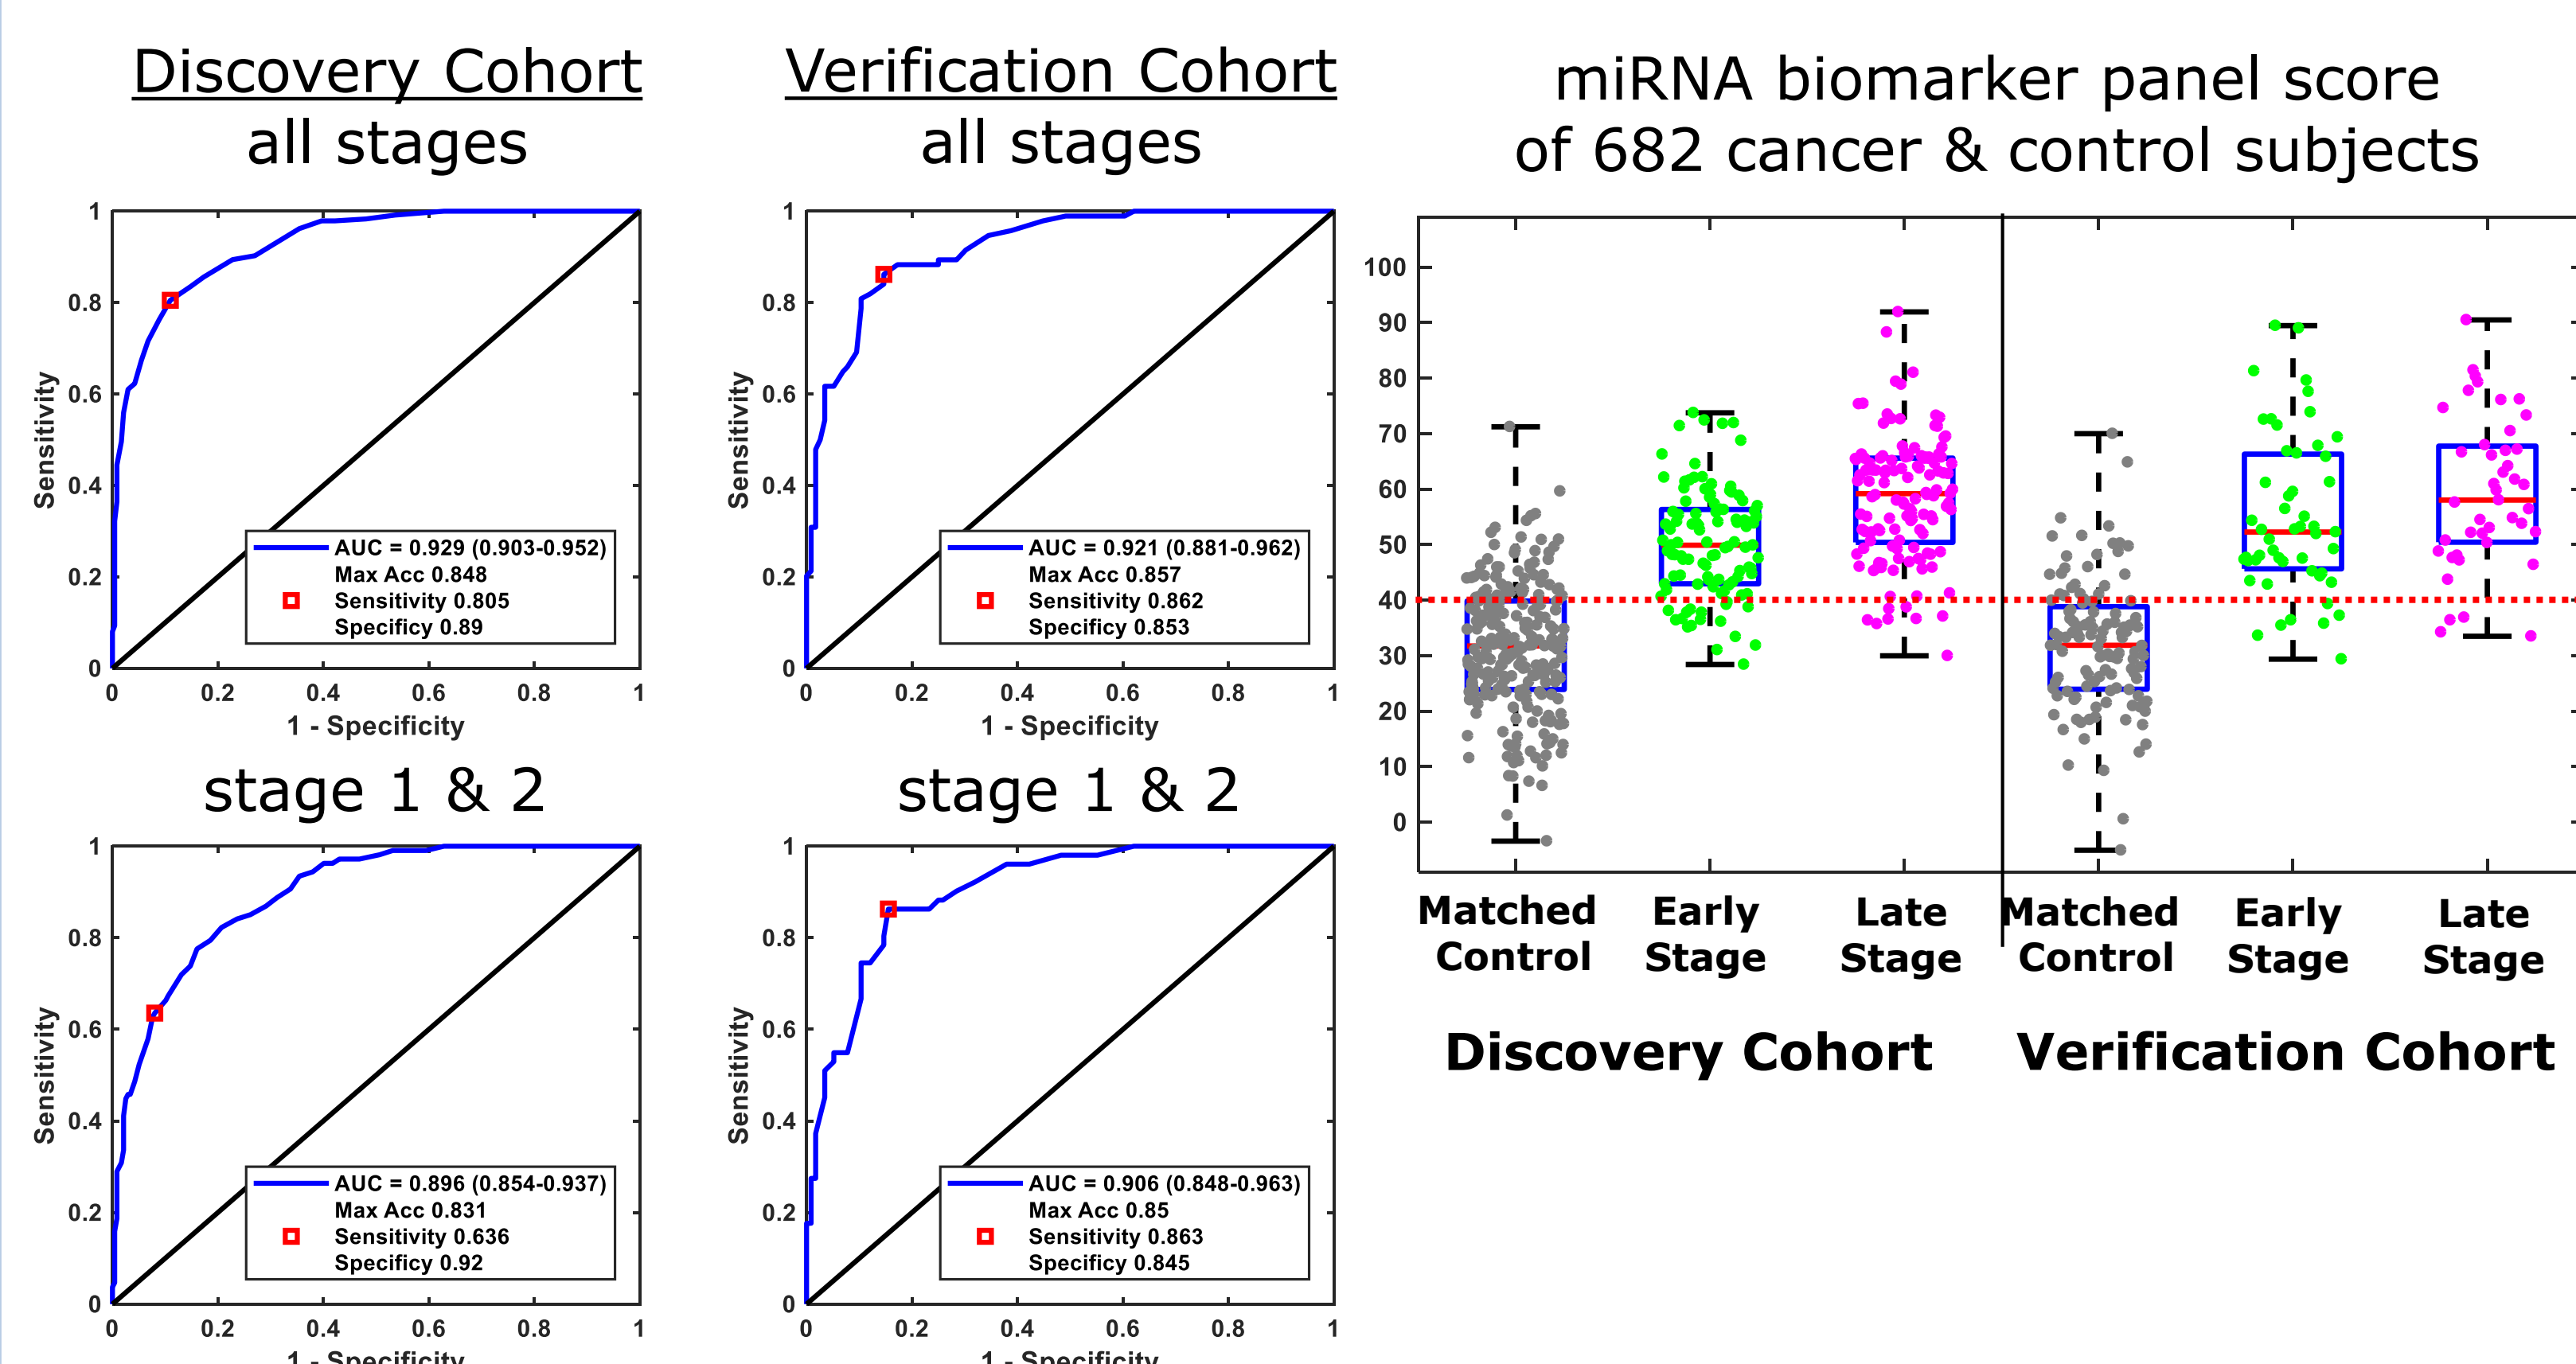 Discovery Cohort
all stages
1
0.8
0.6
0.4
0.2
0
Sensitivity
AUC = 0.929 (0.903-0.952)
Max Acc 0.848
Sensitivity 0.805
Specificy 0.89
0 0.2 0.4 0.6 0.8 1
1 - Specificity
Verification Cohort
all stages
1
0.8
0.6
0.4
0.2
0
Sensitivity
AUC = 0.921 (0.881-0.962)
Max Acc 0.857
Sensitivity 0.862
Specificy 0.853
0 0.2 0.4 0.6 0.8 1
1 - Specificity
stage 1 & 2
1
0.8
0.6
0.4
0.2
0
Sensitivity
AUC = 0.896 (0.854-0.937)
Max Acc 0.831
Sensitivity 0.636
Specificy 0.92
0 0.2 0.4 0.6 0.8 1
1 - Specificity
stage 1 & 2
1
0.8
0.6
0.4
0.2
0
Sensitivity
AUC = 0.906 (0.848-0.963)
Max Acc 0.85
Sensitivity 0.863
Specificy 0.845
0 0.2 0.4 0.6 0.8 1
1 - Specificity
miRNA biomarker panel score
of 682 cancer & control subjects
100
90
80
70
60
50
40
30
20
10
0
Matched Early Late Matched Early Late
Control Stage Stage Control Stage Stage
Discovery Cohort Verification Cohort